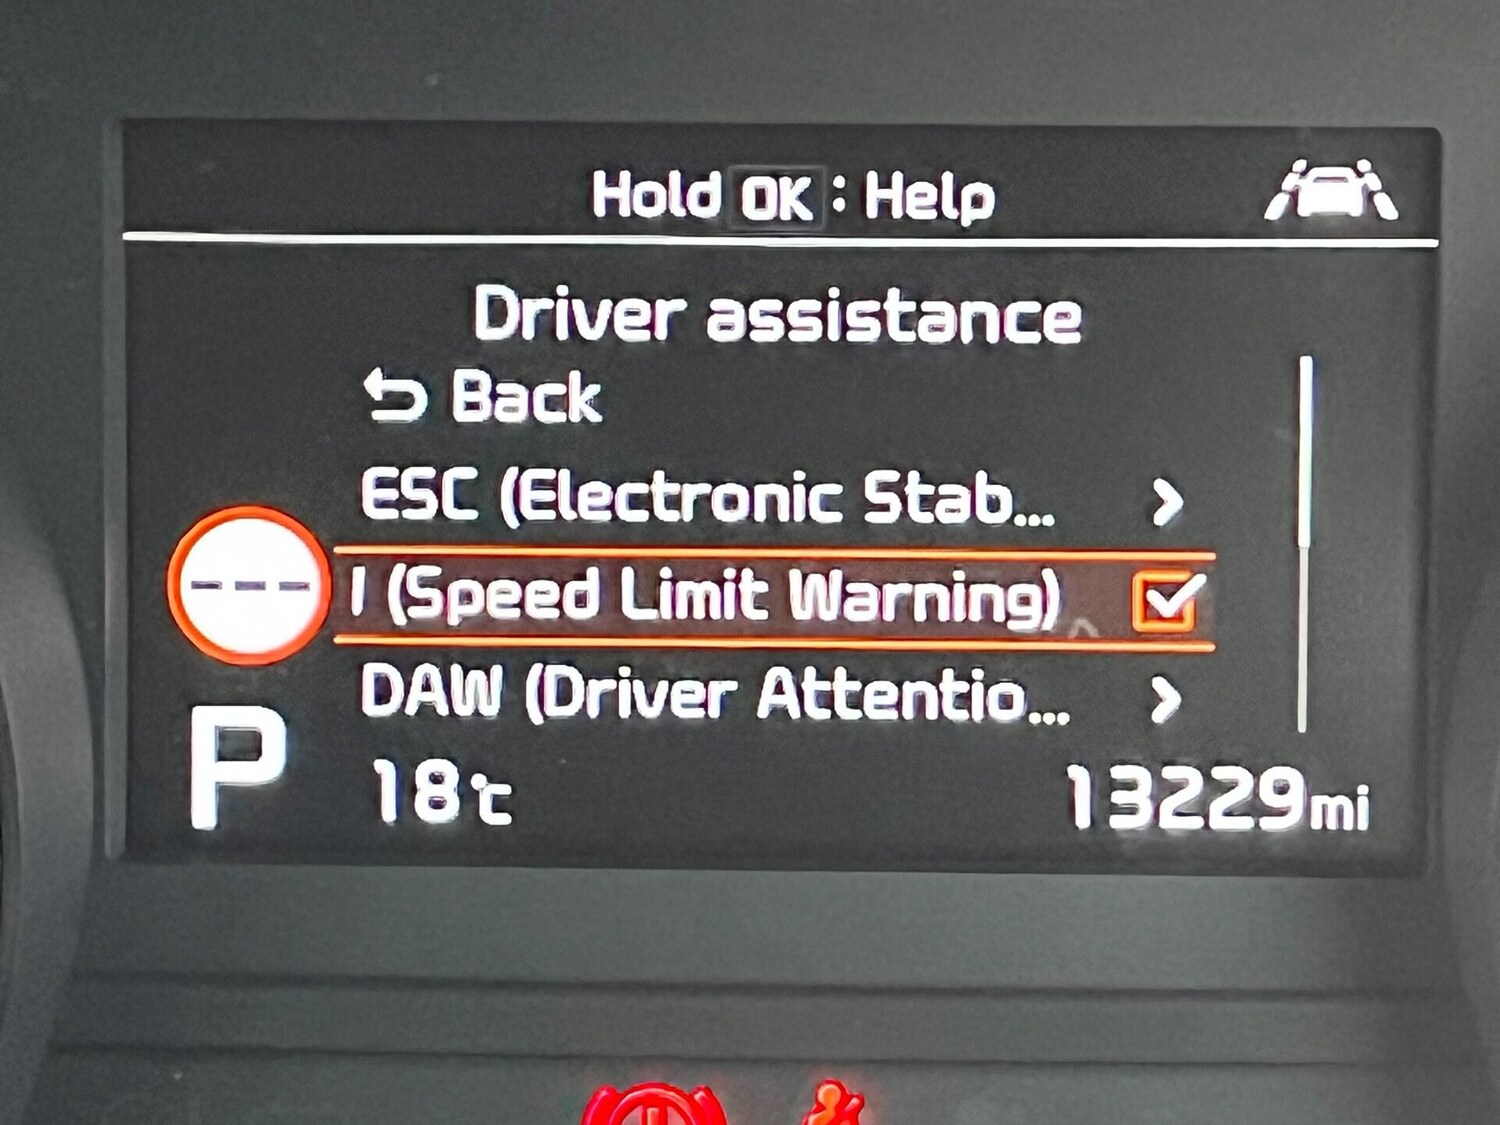 Hold OK : Help
Driver assistance
Back
ESC (Electronic Stab...
I (Speed Limit Warning)
---
DAW (Driver Attentio...
P
18℃
13229mi